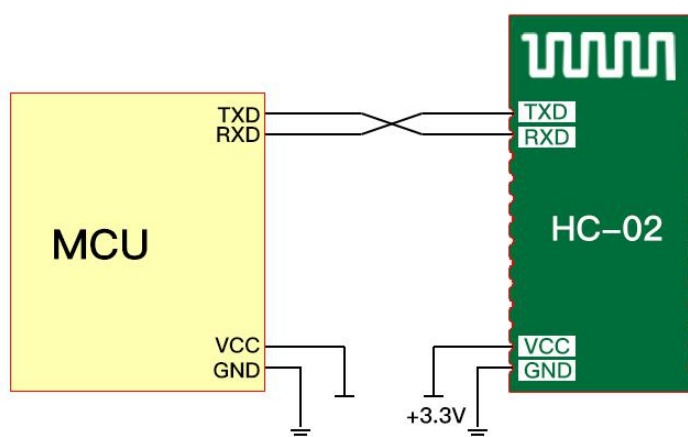 TXD
RXD
MCU
VCC
GND
TXD
RXD
HC-02
VCC
GND
+3.3V